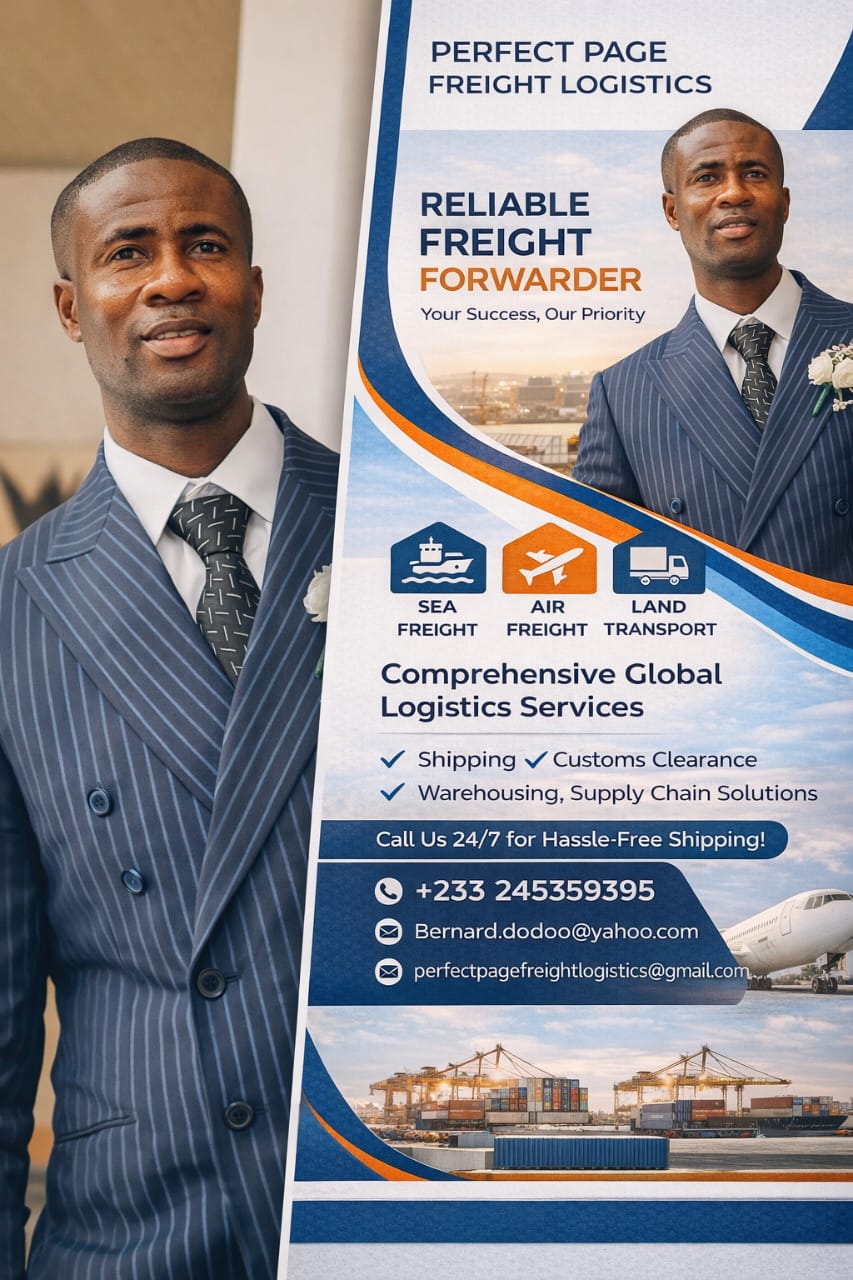 PERFECT PAGE
FREIGHT LOGISTICS
RELIABLE
FREIGHT
FORWARDER
Your Success, Our Priority
SEA
FREIGHT
AIR
FREIGHT
LAND
TRANSPORT
Comprehensive Global
Logistics Services
Shipping Customs Clearance
Warehousing, Supply Chain Solutions
Call Us 24/7 for Hassle-Free Shipping!
+233 245359395
Bernard.dodoo@yahoo.com
perfectpagefreightlogistics@gmail.com